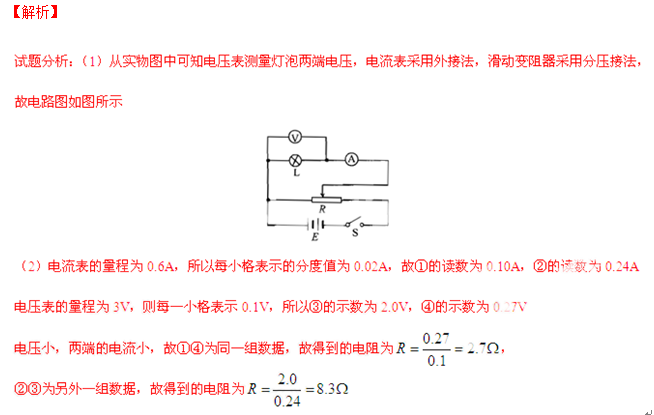 【解析】
试题分析：（1）从实物图中可知电压表测量灯泡两端电压，电流表采用外接法，滑动变阻器采用分压接法，
故电路图如图所示
V
A
L
R
E
S
（2）电流表的量程为0.6A，所以每小格表示的分度值为0.02A，故①的读数为0.10A，②的读数为0.24A
电压表的量程为3V，则每一小格表示0.1V，所以③的示数为2.0V，④的示数为0.27V
电压小，两端的电流小，故①④为同一组数据，故得到的电阻为 R = 0.27/0.1 = 2.7Ω，
②③为另外一组数据，故得到的电阻为 R = 2.0/0.24 = 8.3Ω